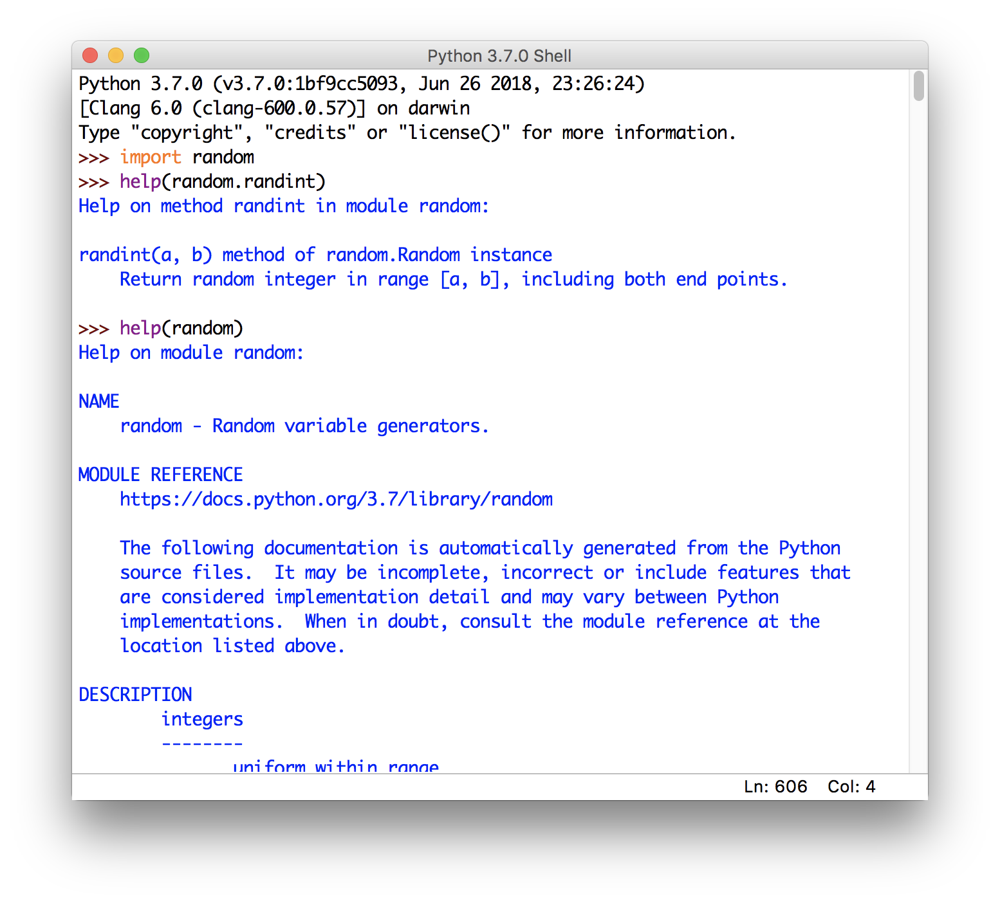 Python 3.7.0 Shell
Python 3.7.0 (v3.7.0:1bf9cc5093, Jun 26 2018, 23:26:24)
[Clang 6.0 (clang-600.0.57)] on darwin
Type "copyright", "credits" or "license()" for more information.
>>> import random
>>> help(random.randint)
Help on method randint in module random:

randint(a, b) method of random.Random instance
    Return random integer in range [a, b], including both end points.

>>> help(random)
Help on module random:

NAME
    random - Random variable generators.

MODULE REFERENCE
    https://docs.python.org/3.7/library/random

    The following documentation is automatically generated from the Python
    source files.  It may be incomplete, incorrect or include features that
    are considered implementation detail and may vary between Python
    implementations.  When in doubt, consult the module reference at the
    location listed above.

DESCRIPTION
        integers
        --------
               uniform within range
Ln: 606  Col: 4